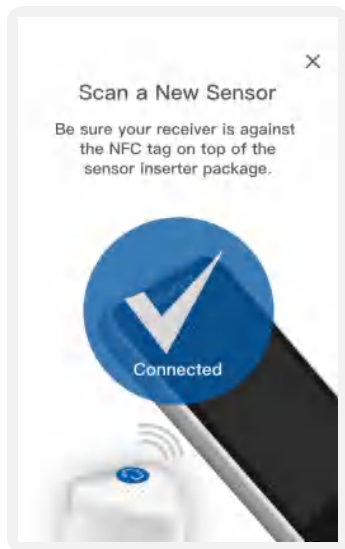 Scan a New Sensor
Be sure your receiver is against
the NFC tag on top of the
sensor inserter package.
Connected